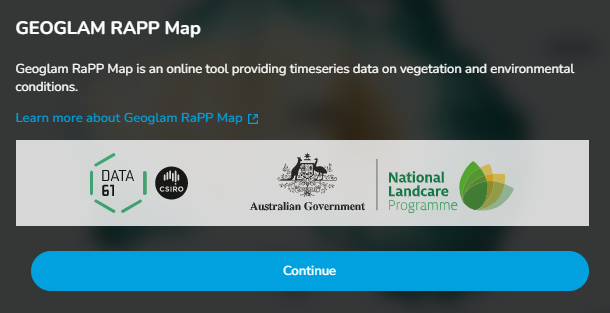 GEOGLAM RAPP Map
Geoglam RaPP Map is an online tool providing timeseries data on vegetation and environmental
conditions.
Learn more about Geoglam RaPP Map
DATA
61
CSIRO
Australian Government
National
Landcare
Programme
Continue